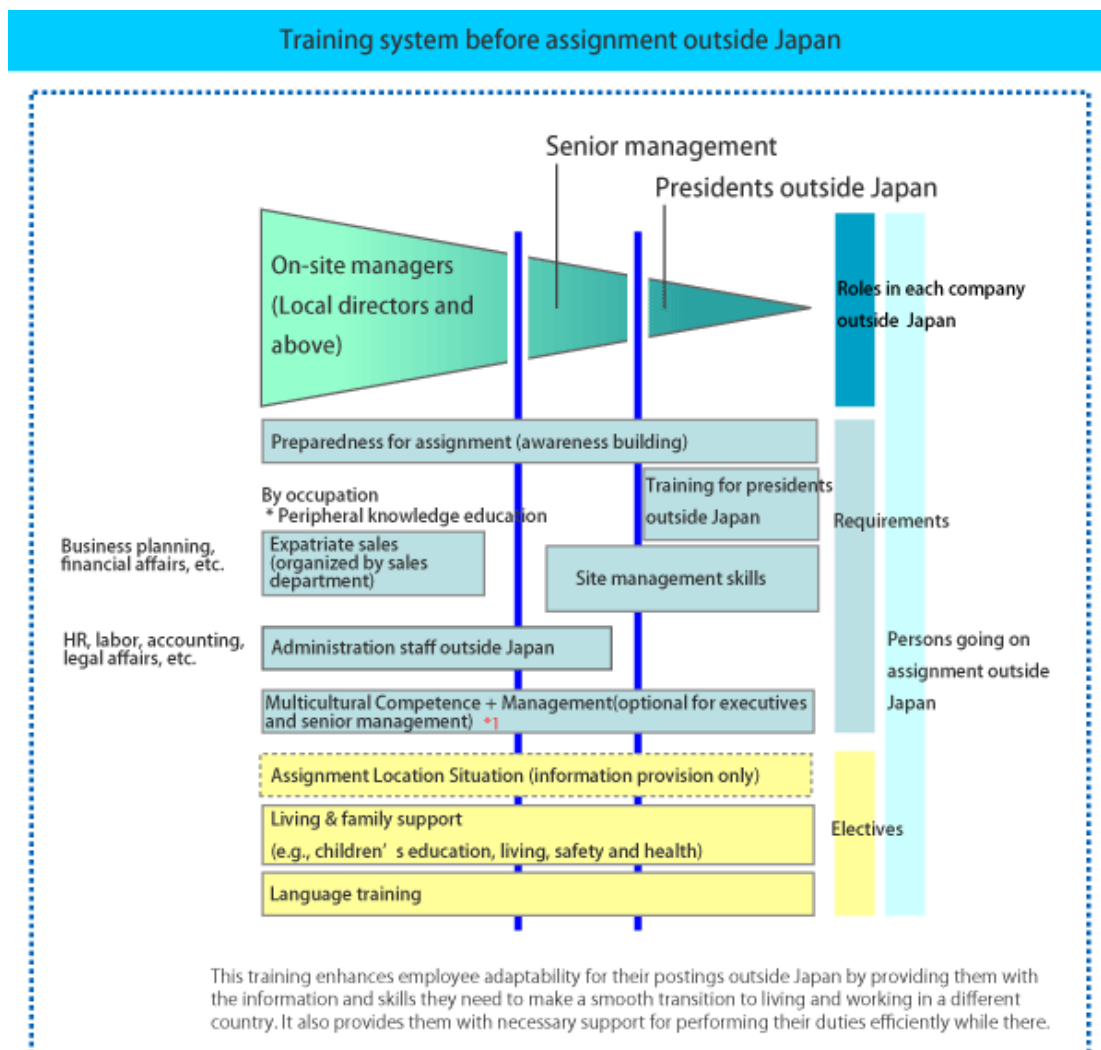 Training system before assignment outside Japan
Senior management
Presidents outside Japan
On-site managers
(Local directors and
above)
Roles in each company
outside Japan
Preparedness for assignment (awareness building)
By occupation
* Peripheral knowledge education
Training for presidents
outside Japan
Requirements
Business planning,
financial affairs, etc.
Expatriate sales
(organized by sales
department)
Site management skills
HR, labor, accounting,
legal affairs, etc.
Administration staff outside Japan
Persons going on
assignment outside
Japan
Multicultural Competence + Management(optional for executives
and senior management) *1
Assignment Location Situation (information provision only)
Living & family support
(e.g., children's education, living, safety and health)
Electives
Language training
This training enhances employee adaptability for their postings outside Japan by providing them with
the information and skills they need to make a smooth transition to living and working in a different
country. It also provides them with necessary support for performing their duties efficiently while there.